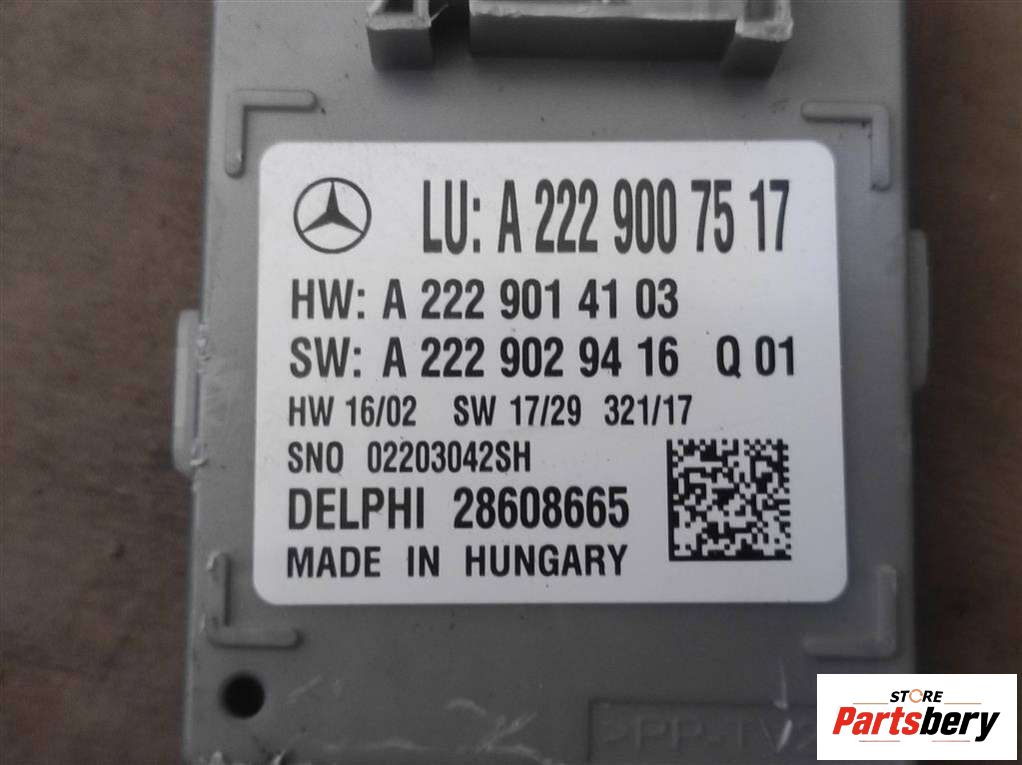 LU: A 222 900 75 17
HW: A 222 901 41 03
SW: A 222 902 94 16 Q 01
HW 16/02 SW 17/29 321/17
SNO 02203042SH
DELPHI 28608665
MADE IN HUNGARY
STORE
Partsbery